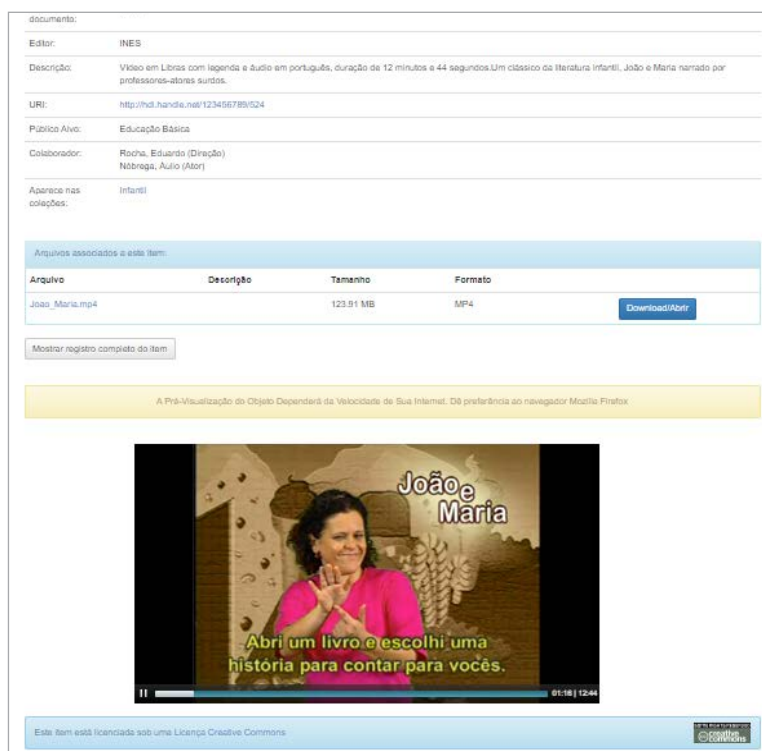 documento:
Editor: INES
Descrição: Vídeo em Libras com legenda e áudio em português, duração de 12 minutos e 44 segundos.Um clássico da literatura infantil, João e Maria narrado por
professores-atores surdos.
URI: http://hdl.handle.net/123456789/524
Público Alvo: Educação Básica
Colaborador: Rocha, Eduardo (Direção)
Nóbrega, Áulio (Ator)
Aparece nas Infantil
coleções:
Arquivos associados a este item:
Arquivo Descrição Tamanho Formato
Joao_Maria.mp4 123.91 MB MP4 Download/Abrir
Mostrar registro completo do item
A Pré-Visualização do Objeto Dependerá da Velocidade de Sua Internet. Dê preferência ao navegador Mozilla Firefox
João e
Maria
Abri um livro e escolhi uma
história para contar para vocês.
01:16 | 12:44
Este item está licenciada sob uma Licença Creative Commons
creative
commons